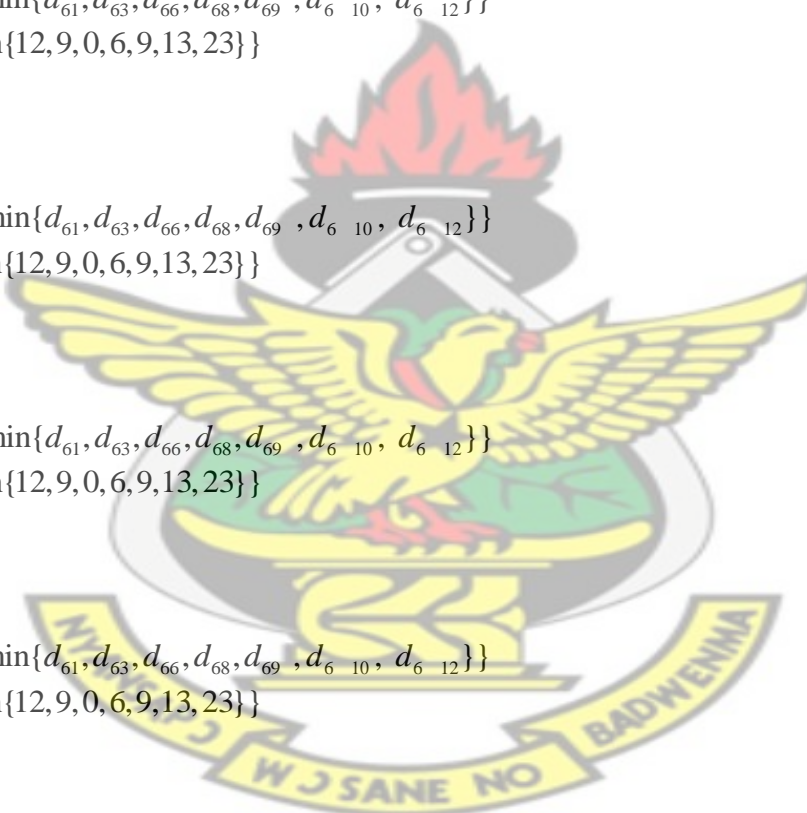 min{d₆₁,d₆₃,d₆₆,d₆₈,d₆₉ ,d₆ ₁₀, d₆ ₁₂}}
{12,9,0,6,9,13,23}}
min{d₆₁,d₆₃,d₆₆,d₆₈,d₆₉ ,d₆ ₁₀, d₆ ₁₂}}
{12,9,0,6,9,13,23}}
min{d₆₁,d₆₃,d₆₆,d₆₈,d₆₉ ,d₆ ₁₀, d₆ ₁₂}}
{12,9,0,6,9,13,23}}
min{d₆₁,d₆₃,d₆₆,d₆₈,d₆₉ ,d₆ ₁₀, d₆ ₁₂}}
{12,9,0,6,9,13,23}}
W Ɔ SANE NO
BADWENMA